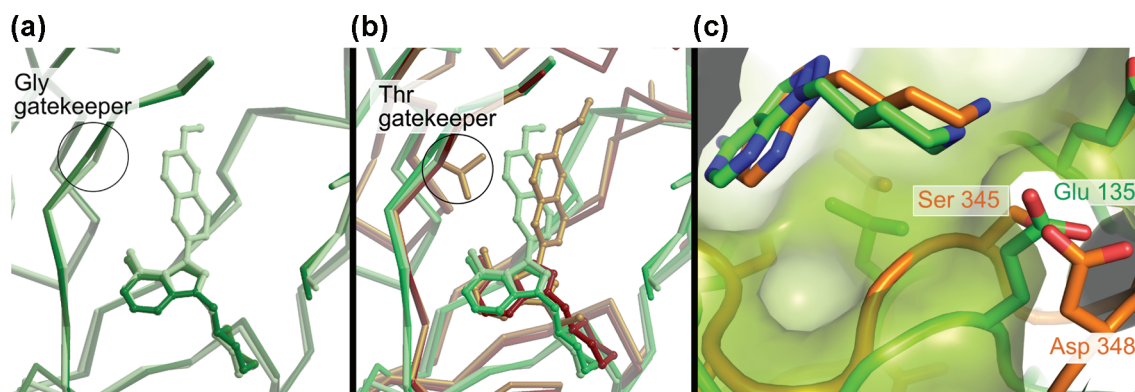 (a)
Gly
gatekeeper
(b)
Thr
gatekeeper
(c)
Ser 345
Glu 135
Asp 348